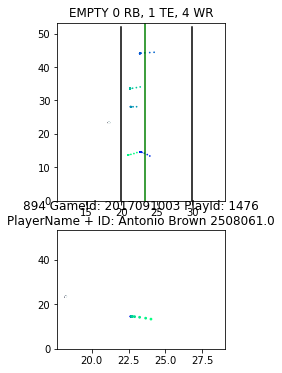 EMPTY 0 RB, 1 TE, 4 WR
50
40
30
20
10
0
15 20 25 30
894 GameId: 2017091003 PlayId: 1476
PlayerName + ID: Antonio Brown 2508061.0
40
20
0
20.0 22.5 25.0 27.5